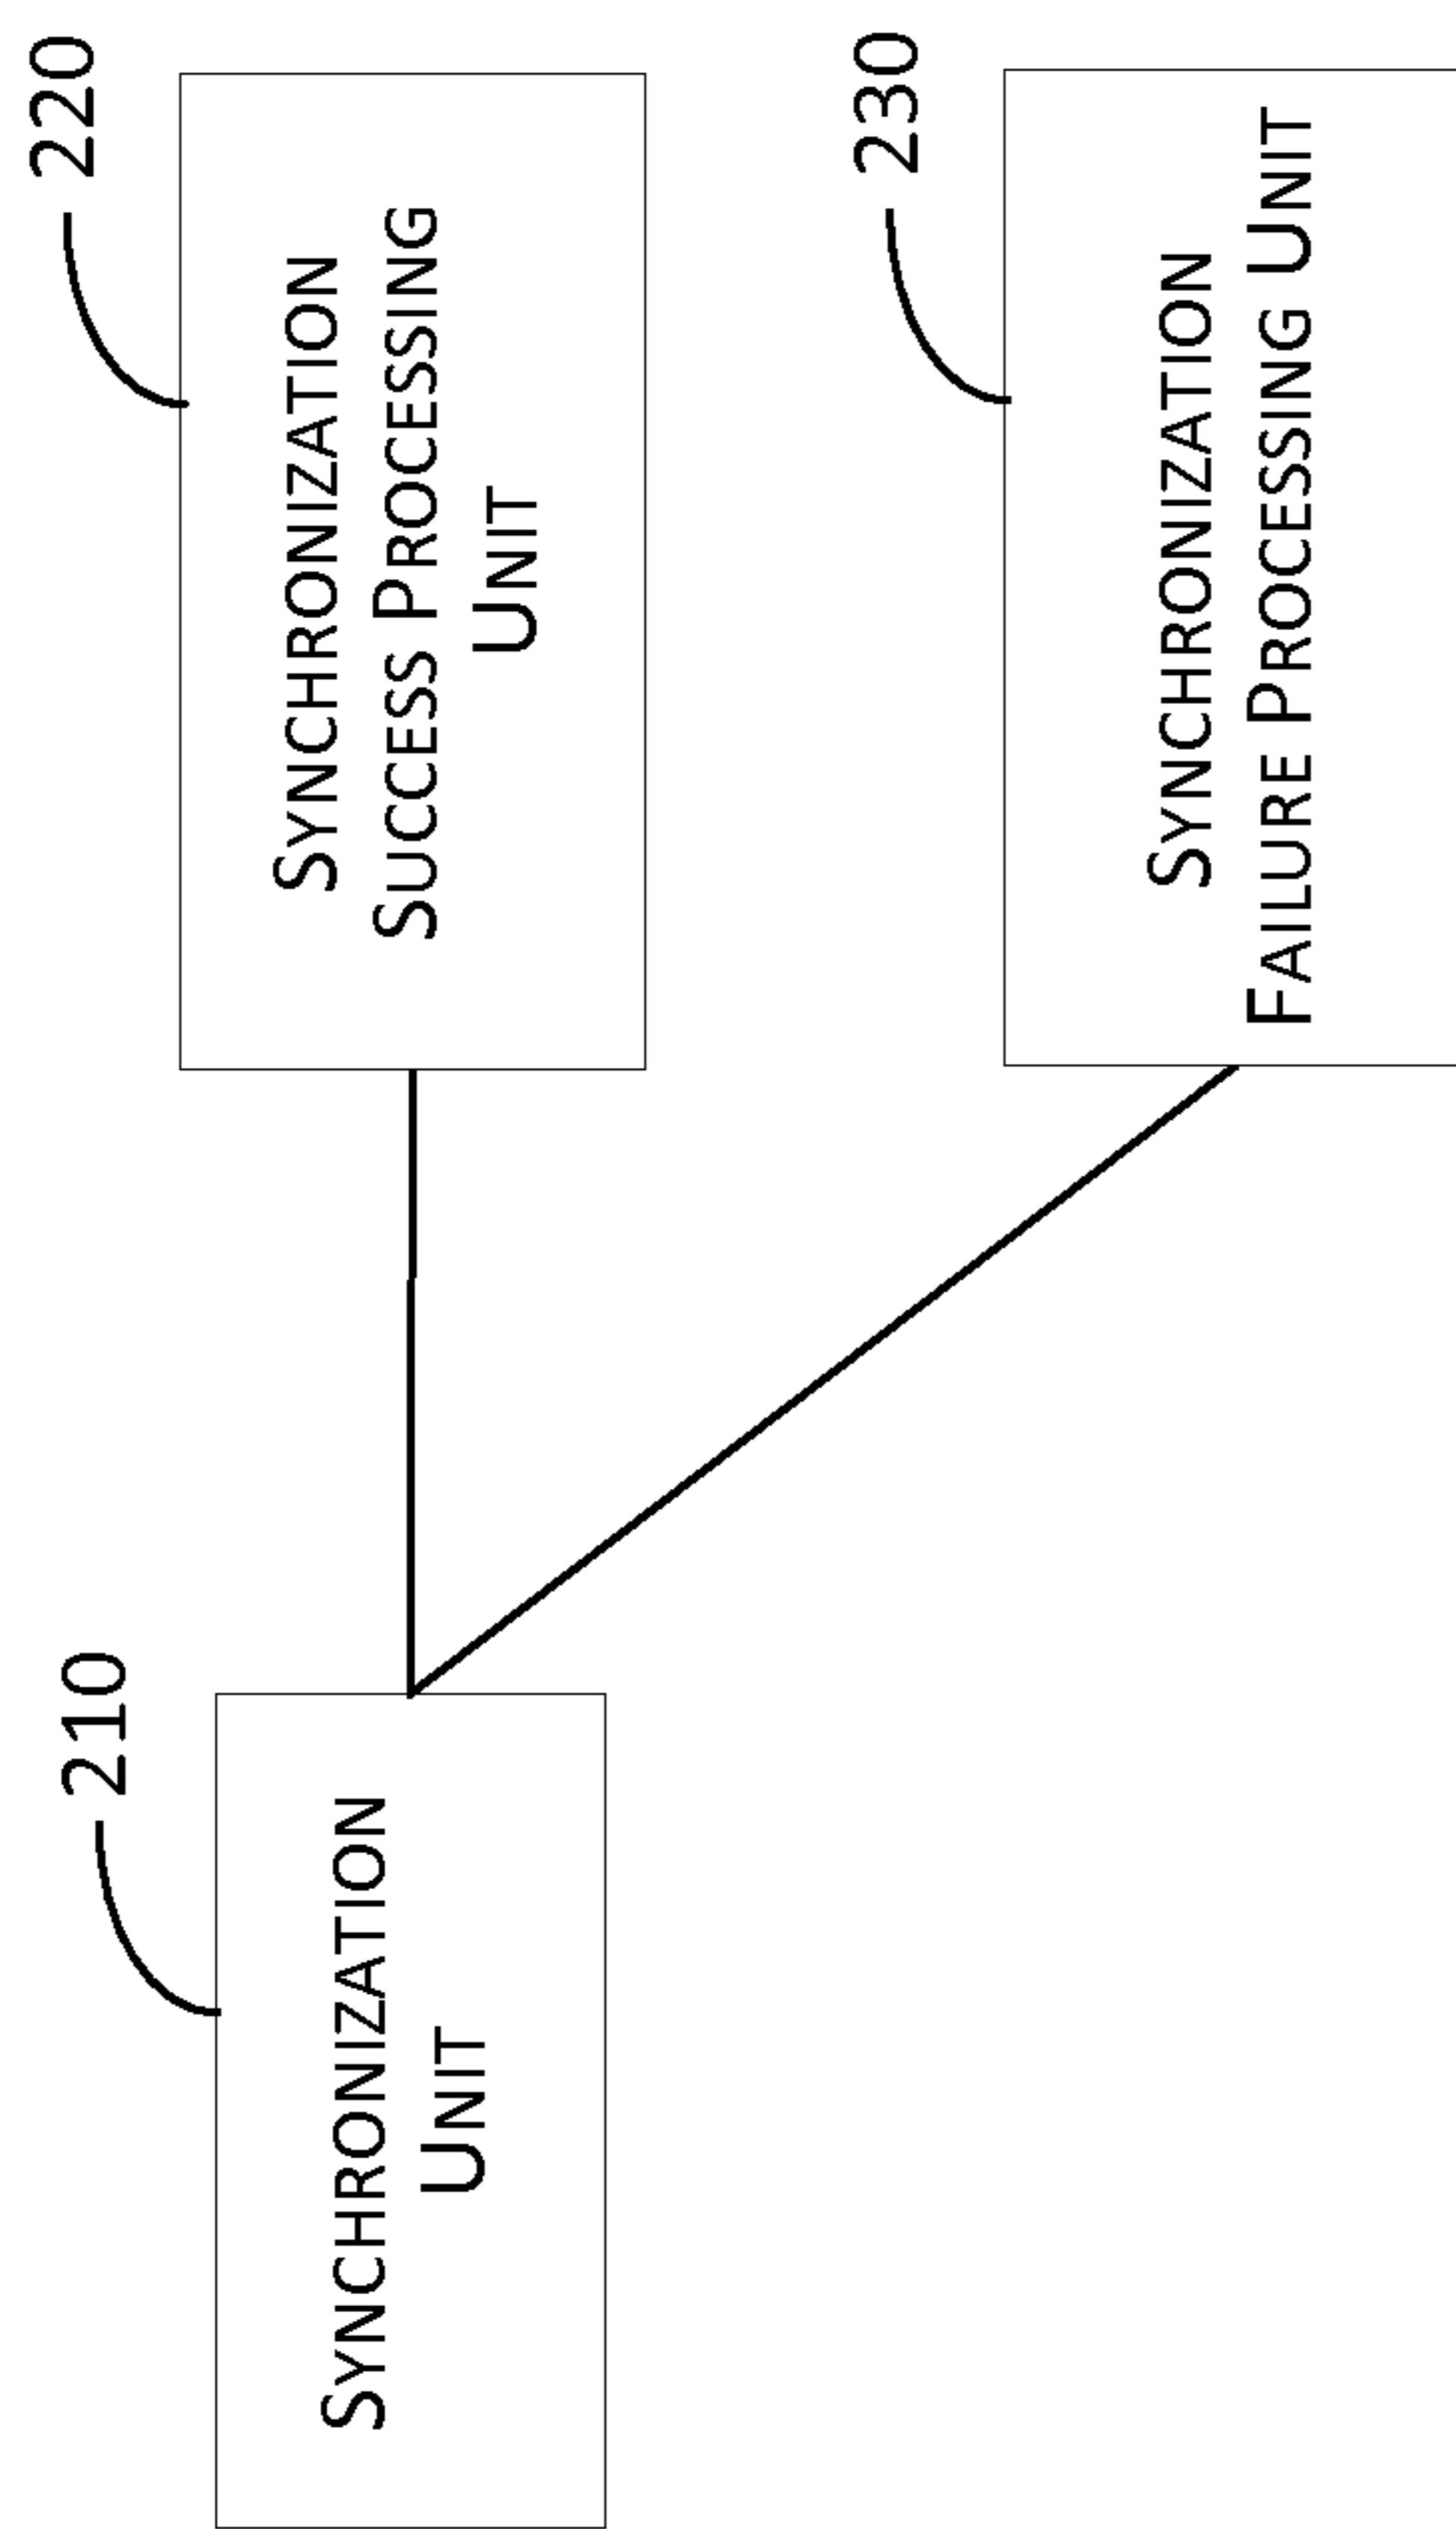 210
SYNCHRONIZATION
UNIT
220
SYNCHRONIZATION
SUCCESS PROCESSING
UNIT
230
SYNCHRONIZATION
FAILURE PROCESSING UNIT